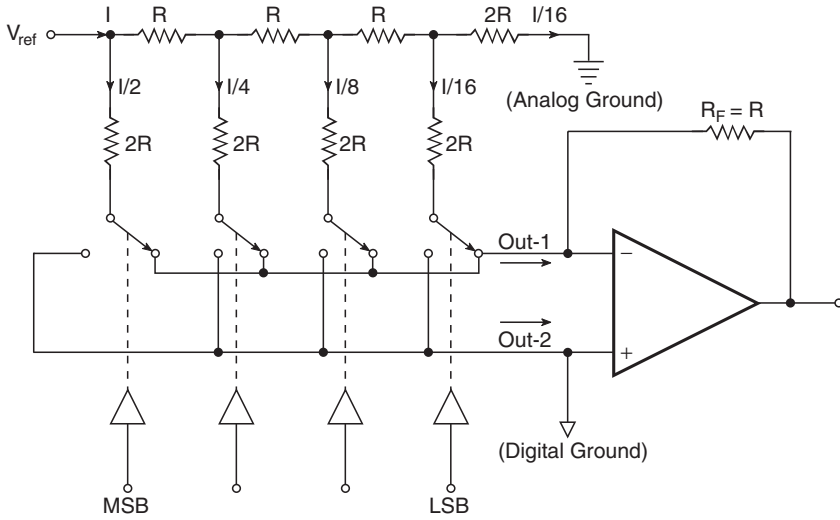 I R R R 2R I/16
V_ref
I/2 I/4 I/8 I/16
(Analog Ground)
R_F = R
2R 2R 2R 2R
Out-1
−
Out-2
+
(Digital Ground)
MSB LSB